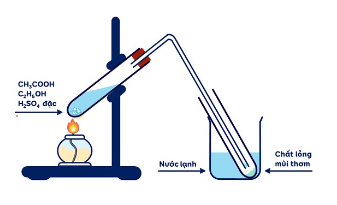 CH₃COOH
C₂H₅OH
H₂SO₄ đặc
Nước lạnh
Chất lỏng
mùi thơm